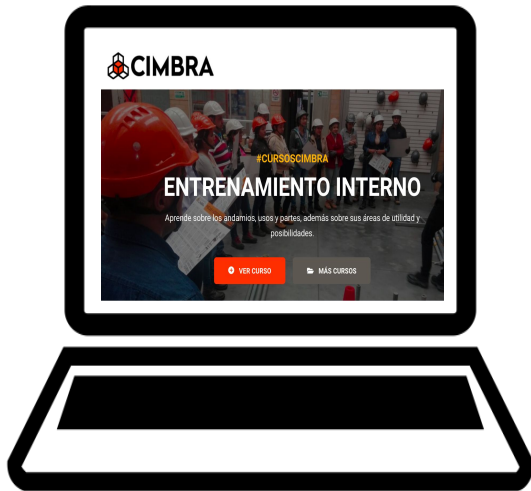 CIMBRA
#CURSOSCIMBRA
ENTRENAMIENTO INTERNO
Aprende sobre los andamios, usos y partes, además sobre sus áreas de utilidad y
posibilidades.
VER CURSO
MÁS CURSOS